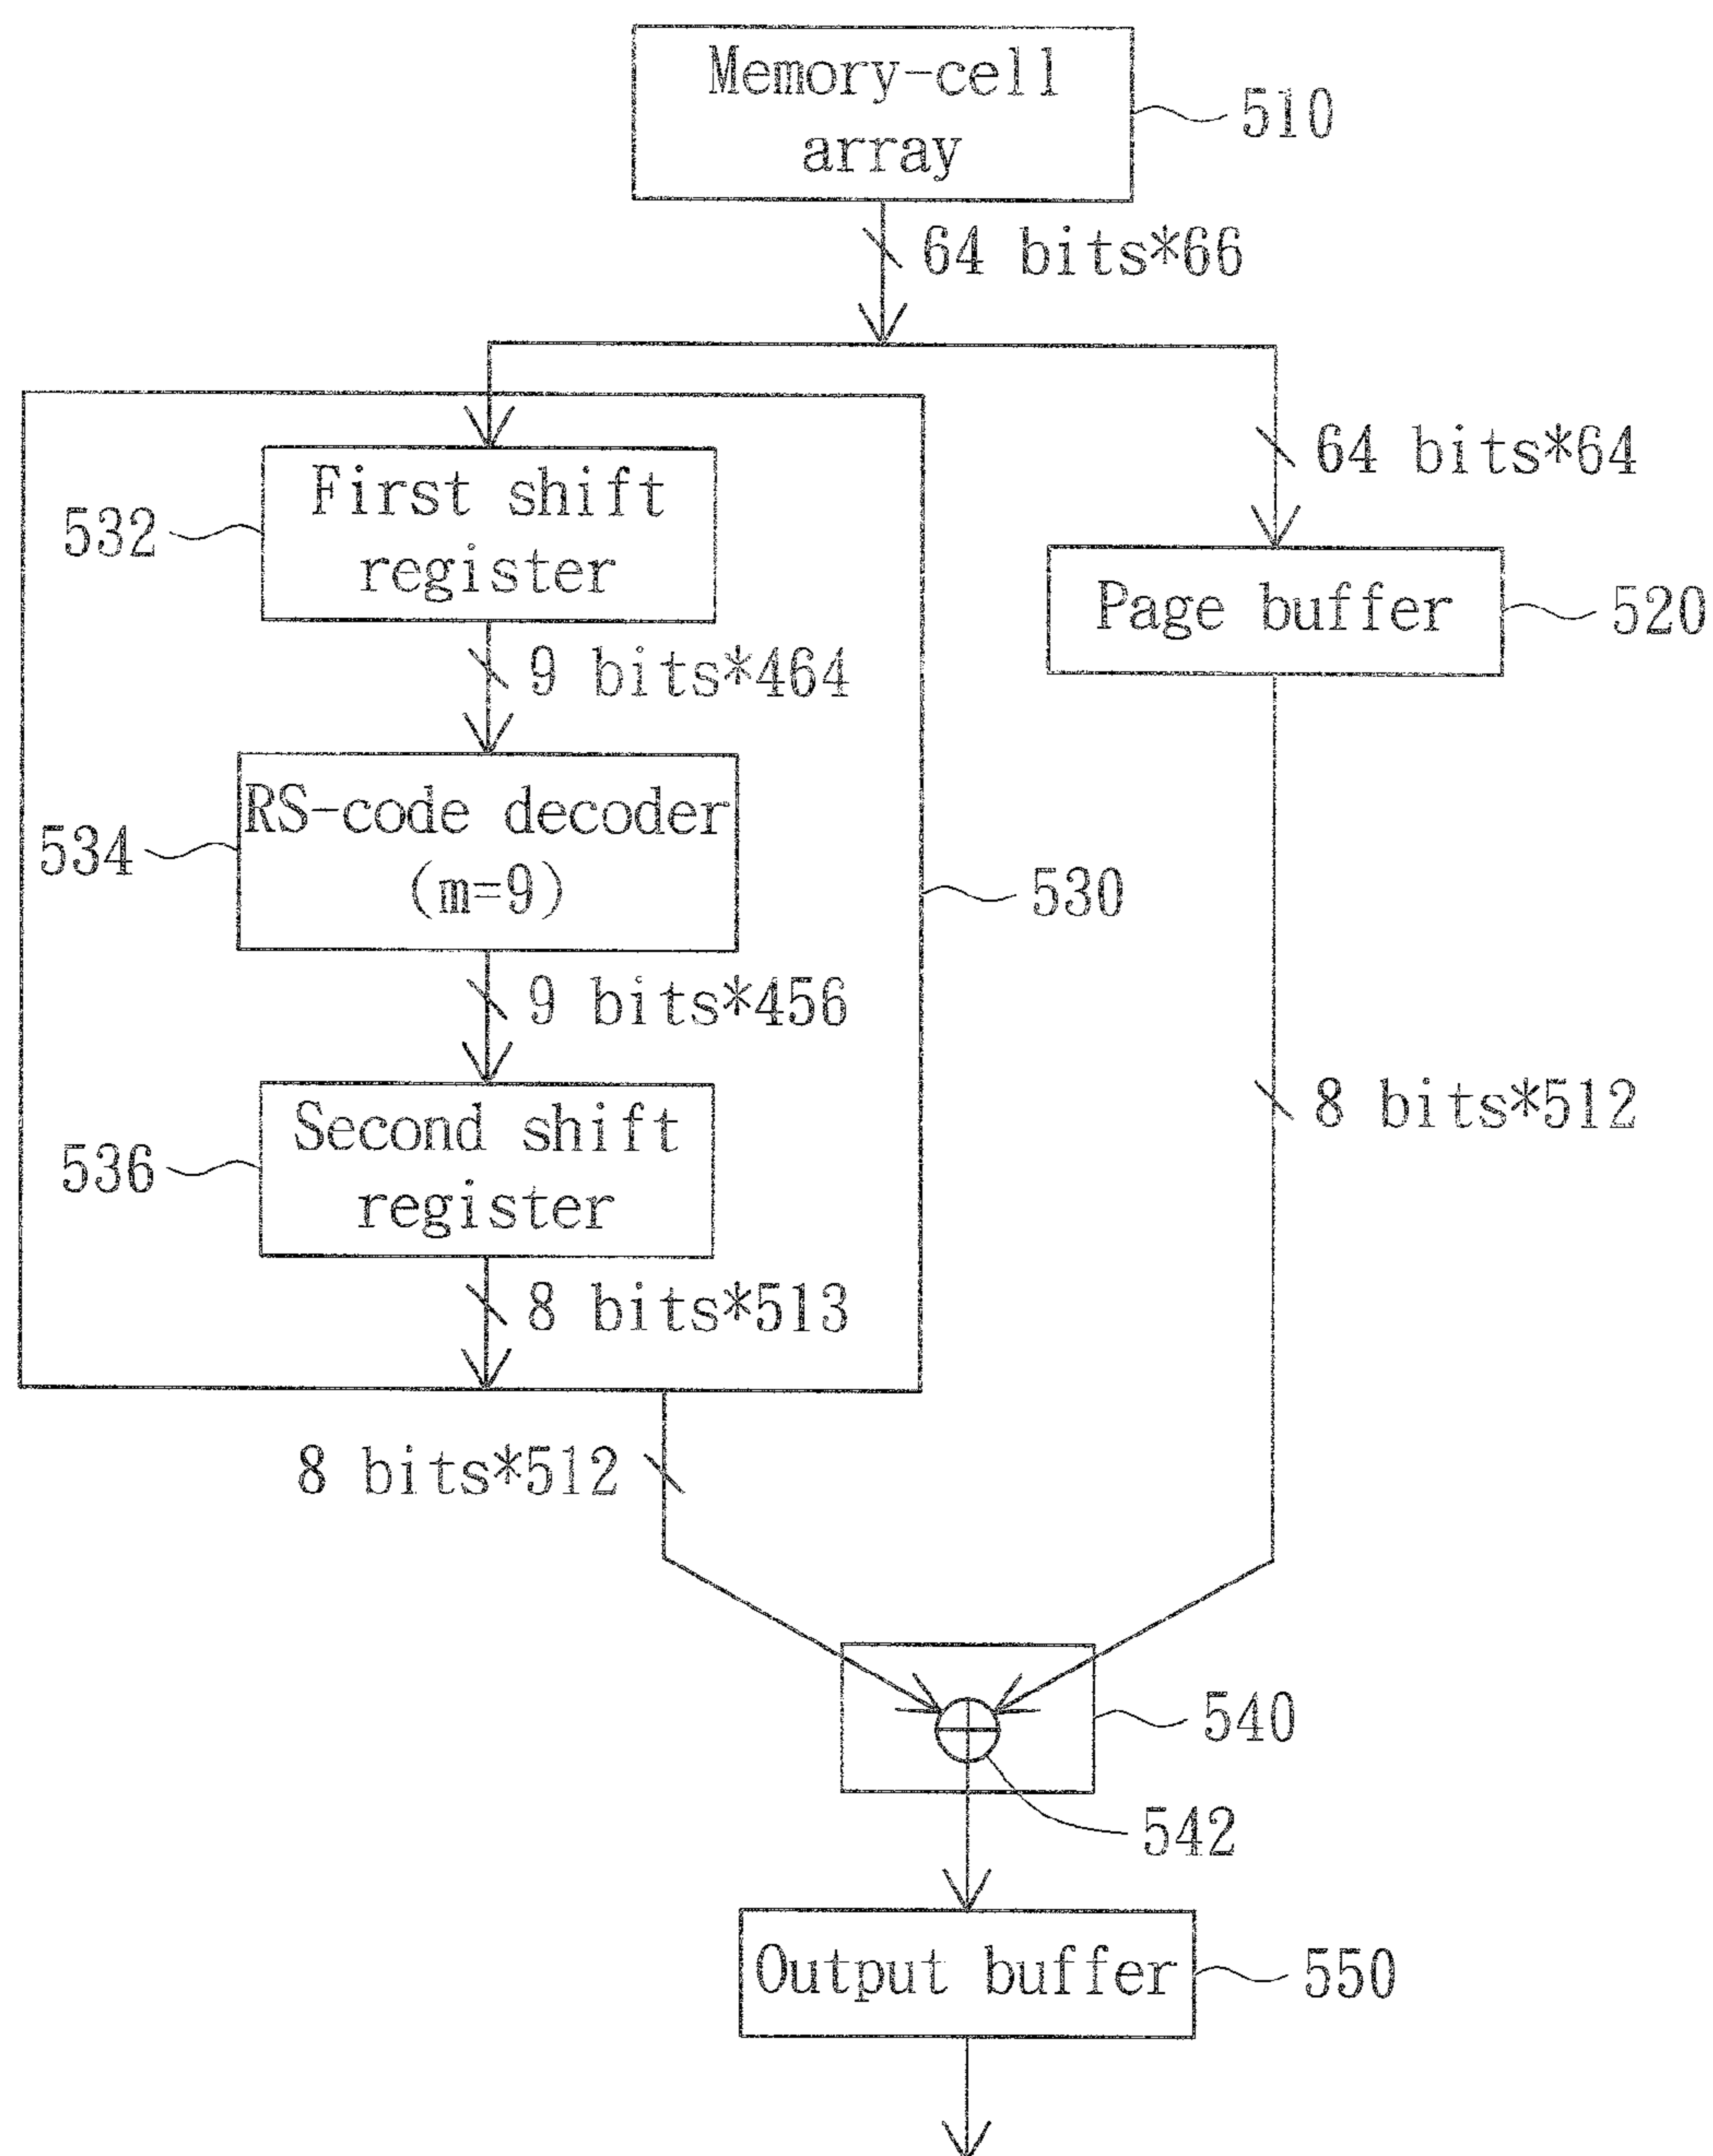 Memory-cell
array
510
64 bits*66
64 bits*64
First shift
register
532
Page buffer
520
9 bits*464
RS-code decoder
(m=9)
534
530
9 bits*456
Second shift
register
536
8 bits*512
8 bits*513
8 bits*512
540
542
Output buffer
550